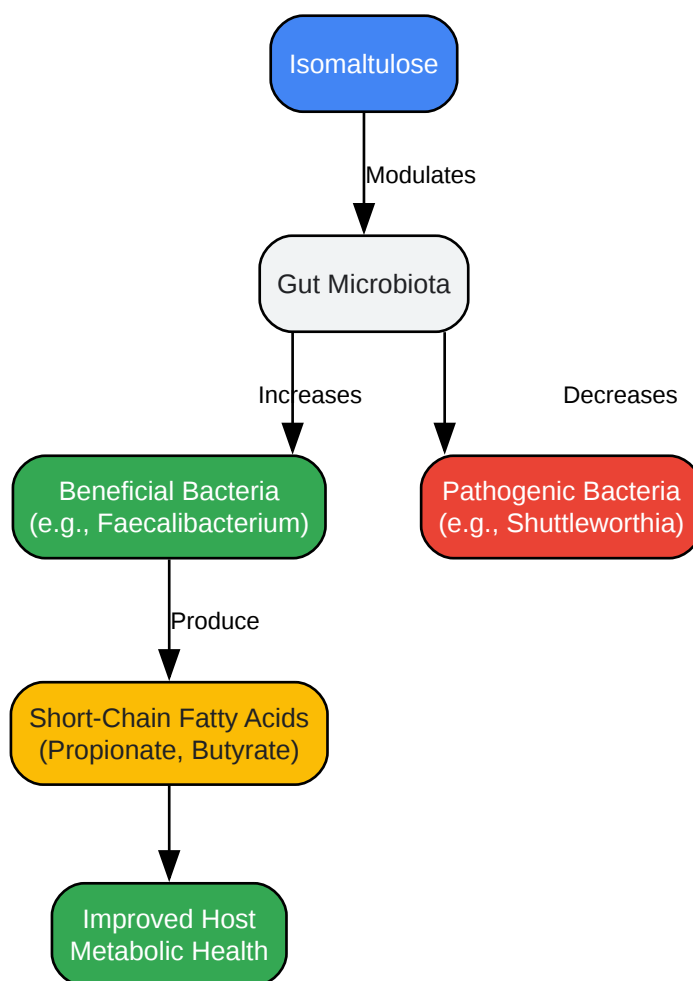 Isomaltulose
Modulates
Gut Microbiota
Increases
Decreases
Beneficial Bacteria
(e.g., Faecalibacterium)
Pathogenic Bacteria
(e.g., Shuttleworthia)
Produce
Short-Chain Fatty Acids
(Propionate, Butyrate)
Improved Host
Metabolic Health